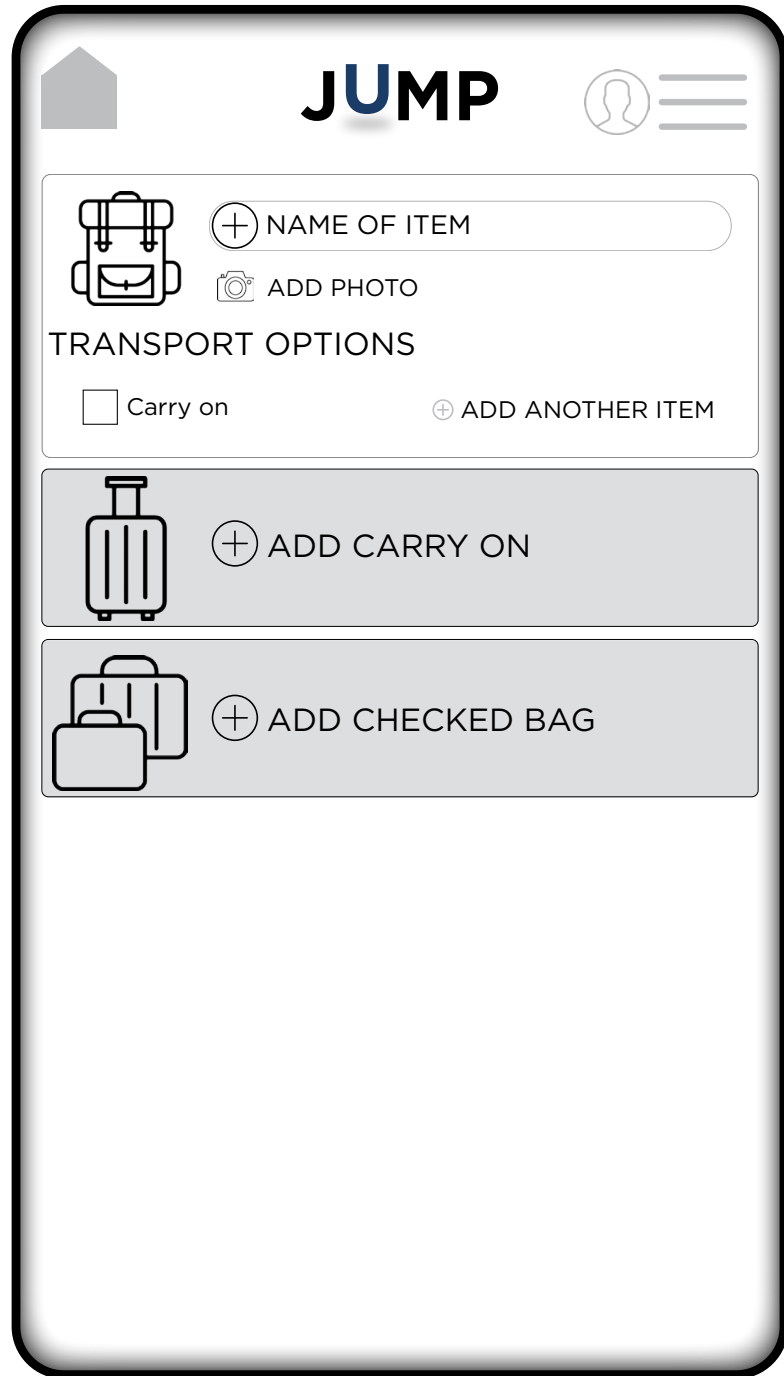 JUMP
NAME OF ITEM
ADD PHOTO
TRANSPORT OPTIONS
Carry on
ADD ANOTHER ITEM
ADD CARRY ON
ADD CHECKED BAG